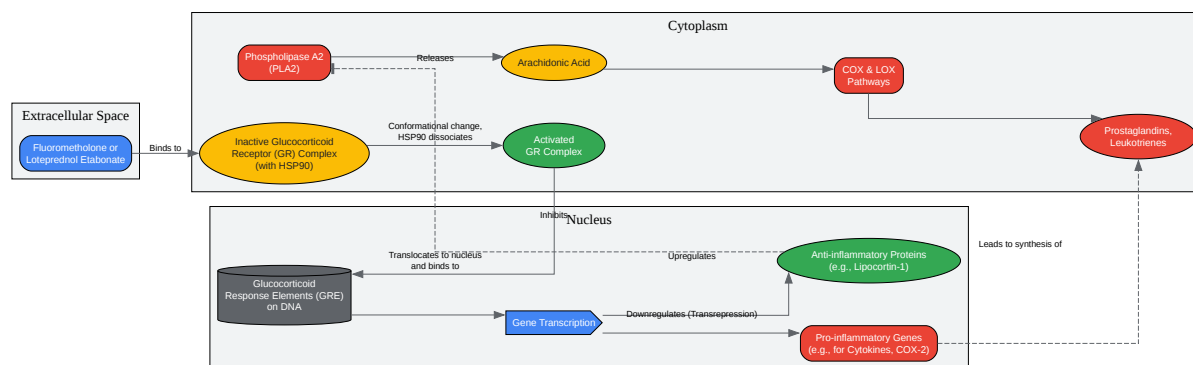 Cytoplasm
Phospholipase A2
(PLA2)
Releases
Arachidonic Acid
COX & LOX
Pathways
Extracellular Space
Fluorometholone or
Loteprednol Etabonate
Binds to
Inactive Glucocorticoid
Receptor (GR) Complex
(with HSP90)
Conformational change,
HSP90 dissociates
Activated
GR Complex
Prostaglandins,
Leukotrienes
Inhibits
Nucleus
Translocates to nucleus
and binds to
Upregulates
Anti-inflammatory Proteins
(e.g., Lipocortin-1)
Leads to synthesis of
Glucocorticoid
Response Elements (GRE)
on DNA
Gene Transcription
Downregulates (Transrepression)
Pro-inflammatory Genes
(e.g., for Cytokines, COX-2)